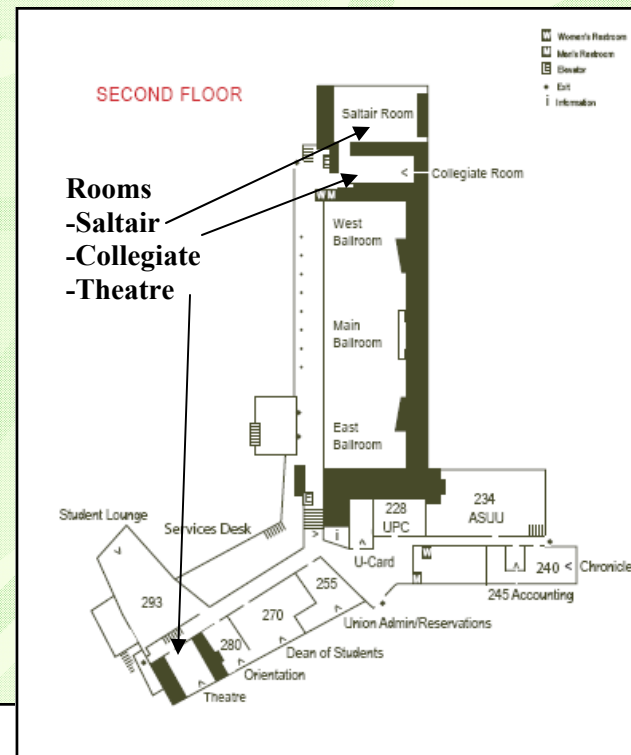 W Women's Restroom
M Men's Restroom
E Elevator
Exit
i Information
SECOND FLOOR
Saltair Room
E
< Collegiate Room
Rooms
-Saltair
-Collegiate
-Theatre
W M
West
Ballroom
Main
Ballroom
East
Ballroom
E
228
UPC
234
ASUU
Student Lounge
Services Desk
i
U-Card
W
240 < Chronicle
245 Accounting
293
255
270
280
Union Admin/Reservations
Dean of Students
Orientation
Theatre